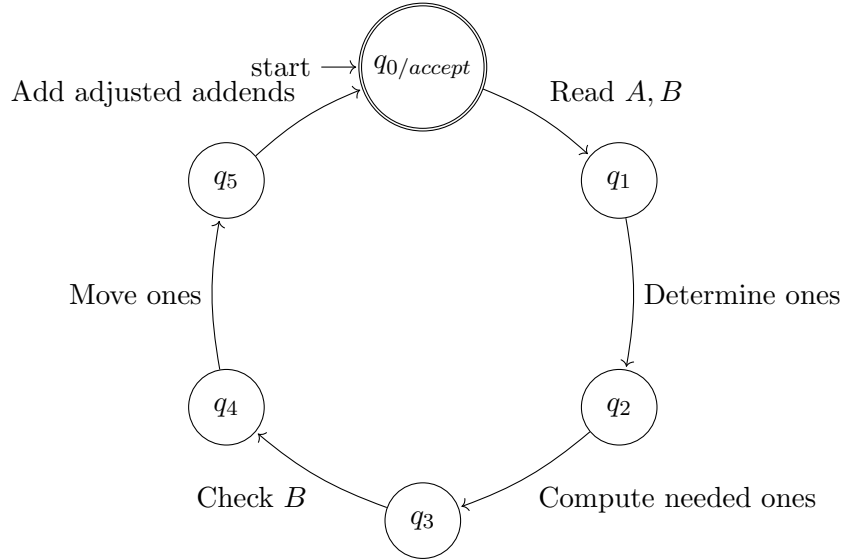 start
q0/accept
Add adjusted addends
Read A, B
q5
q1
Move ones
Determine ones
q4
q2
Check B
Compute needed ones
q3